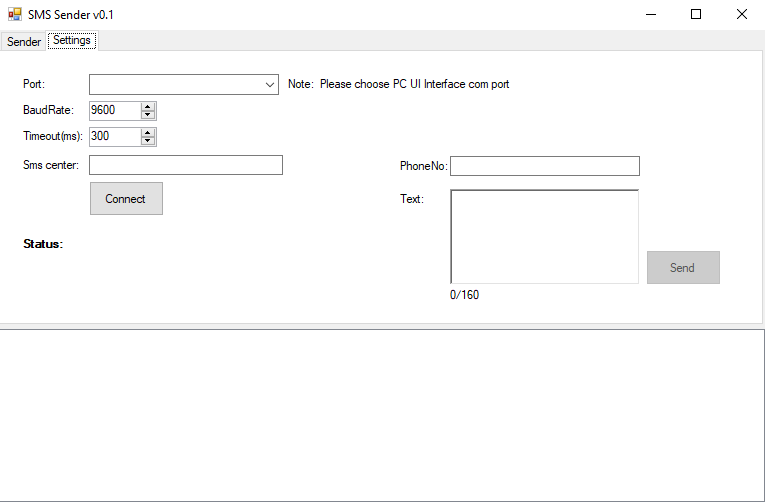 SMS Sender v0.1
Sender Settings
Port: Note: Please choose PC UI Interface com port
BaudRate: 9600
Timeout(ms): 300
Sms center: PhoneNo:
Connect Text:
Status: Send
0/160